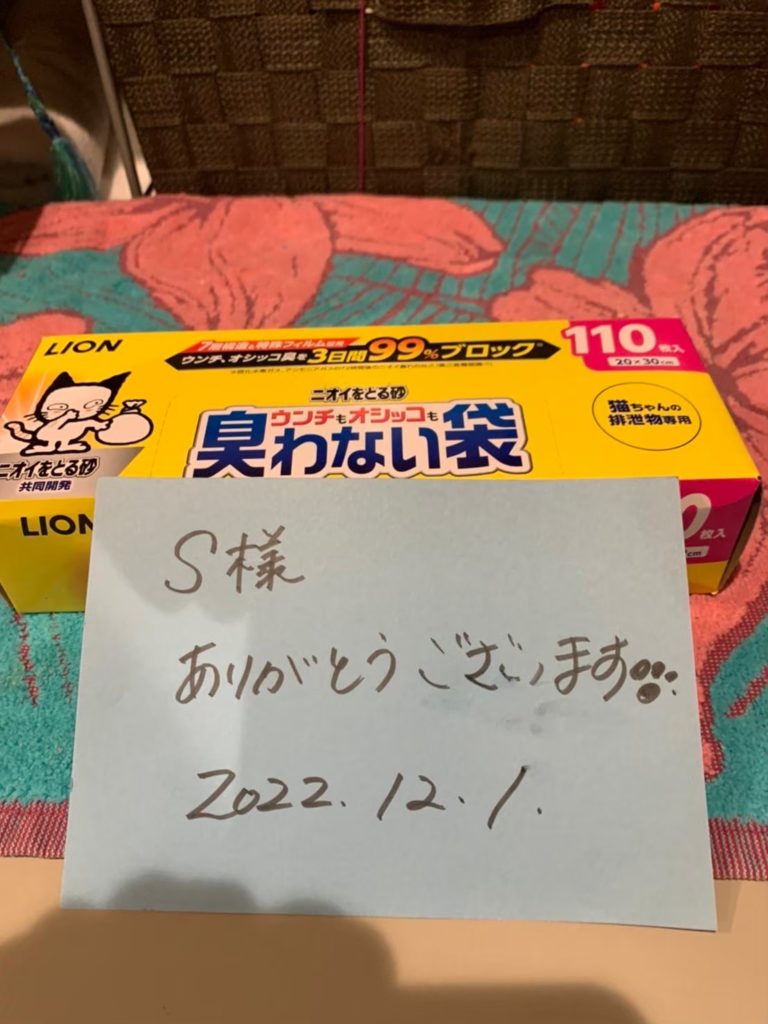 LION
7層構造&特殊フィルム採用
ウンチ、オシッコ臭を3日間99%ブロック
110枚入
20×30cm
ニオイをとる砂
ウンチもオシッコも
臭わない袋
猫ちゃんの
排泄物専用
ニオイをとる砂
共同開発
LION
0枚入
cm
S様
ありがとうございます
2022.12.1.